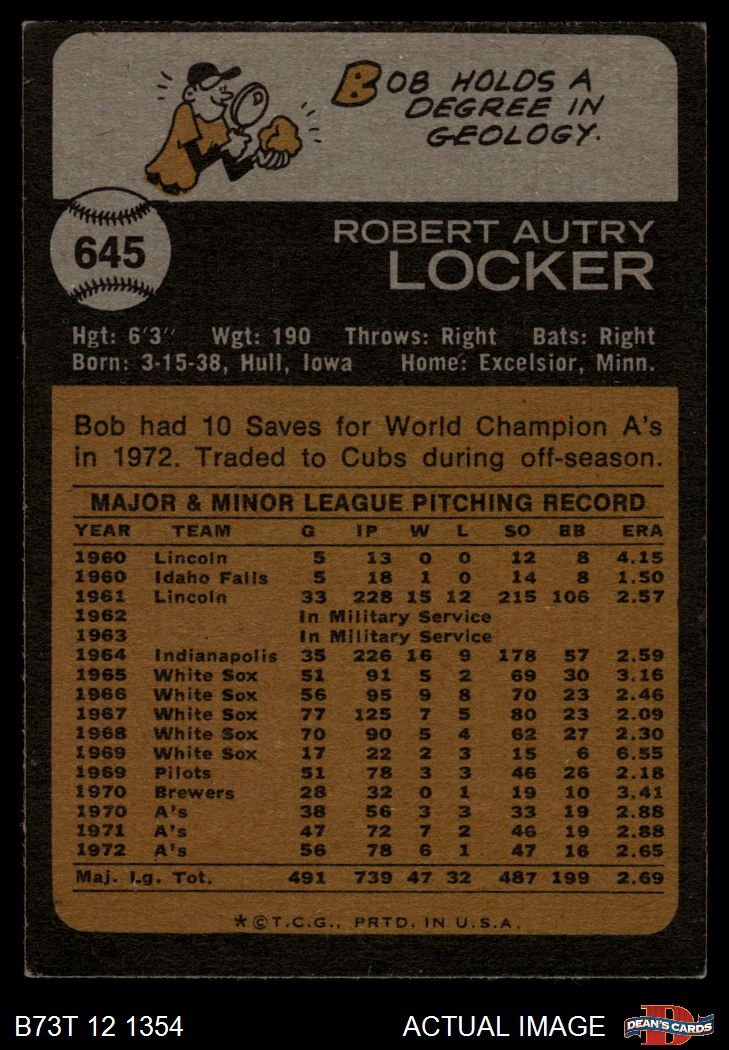 BOB HOLDS A
DEGREE IN
GEOLOGY.
645
ROBERT AUTRY
LOCKER
Hgt: 6'3" Wgt: 190 Throws: Right Bats: Right
Born: 3-15-38, Hull, Iowa Home: Excelsior, Minn.
Bob had 10 Saves for World Champion A's
in 1972. Traded to Cubs during off-season.
MAJOR & MINOR LEAGUE PITCHING RECORD
YEAR TEAM G IP W L SO BB ERA
1960 Lincoln 5 13 0 0 12 8 4.15
1960 Idaho Falls 5 18 1 0 14 8 1.50
1961 Lincoln 33 228 15 12 215 106 2.57
1962 In Military Service
1963 In Military Service
1964 Indianapolis 35 226 16 9 178 57 2.59
1965 White Sox 51 91 5 2 69 30 3.16
1966 White Sox 56 95 9 8 70 23 2.46
1967 White Sox 77 125 7 5 80 23 2.09
1968 White Sox 70 90 5 4 62 27 2.30
1969 White Sox 17 22 2 3 15 6 6.55
1969 Pilots 51 78 3 3 46 26 2.18
1970 Brewers 28 32 0 1 19 10 3.41
1970 A's 38 56 3 3 33 19 2.88
1971 A's 47 72 7 2 46 19 2.88
1972 A's 56 78 6 1 47 16 2.65
Maj. Lg. Tot. 491 739 47 32 487 199 2.69
*©T.C.G., PRTD. IN U.S.A.
B73T 12 1354 ACTUAL IMAGE
D
DEAN'S CARDS